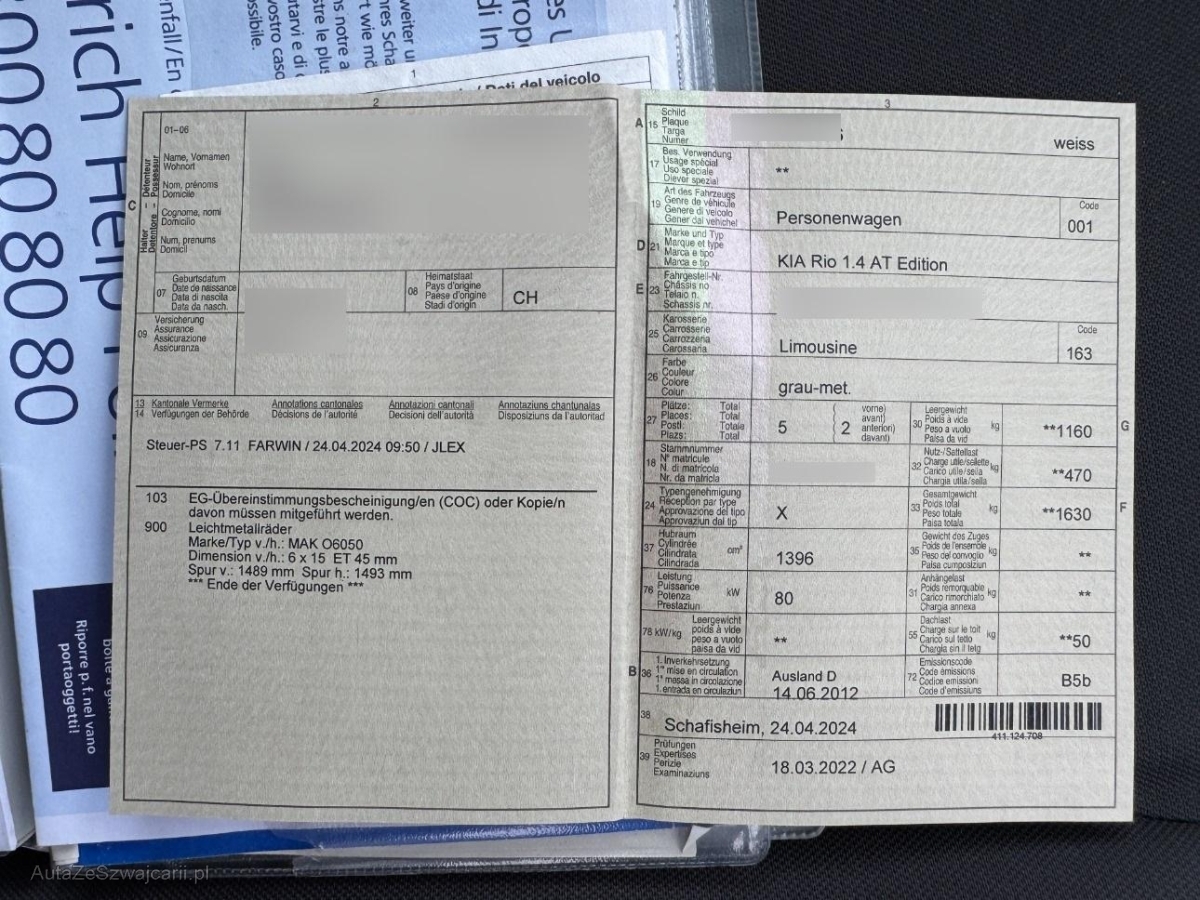 rich Help
00 80 80 80
enfall/En
possibile.
weiter
/ Dati del veicolo
Riporre p. f. nel vano
portaoggetti!
2
01–06
C
Halter
Detentore
Détenteur
Possessur
Name, Vornamen
Wohnort
Nom, prénoms
Domicile
Cognome, nomi
Domicilio
Num, prenums
Domicil
07
Geburtsdatum
Date de naissance
Data di nascita
Data da nasch.
08
Heimatstaat
Pays d'origine
Paese d'origine
Stadi d'origin
CH
09
Versicherung
Assurance
Assicurazione
Assicuranza
13 Kantonale Vermerke Annotations cantonales Annotazioni cantonali Annotaziuns chantunalas
14 Verfügungen der Behörde Décisions de l'autorité Decisioni dell'autorità Disposiziuns da l'autoritad
Steuer-PS 7.11 FARWIN / 24.04.2024 09:50 / JLEX
103 EG-Übereinstimmungsbescheinigung/en (COC) oder Kopie/n
davon müssen mitgeführt werden.
900 Leichtmetallräder
Marke/Typ v./h.: MAK O6050
Dimension v./h.: 6 x 15 ET 45 mm
Spur v.: 1489 mm Spur h.: 1493 mm
*** Ende der Verfügungen ***
3
A 15
Schild
Plaque
Targa
Numer
weiss
17
Bes. Verwendung
Usage spécial
Uso speciale
Diever spezial
**
19
Art des Fahrzeugs
Genre de véhicule
Genere di veicolo
Gener dal vehichel
Personenwagen
Code
001
D 21
Marke und Typ
Marque et type
Marca e tipo
Marca e tip
KIA Rio 1.4 AT Edition
E 23
Fahrgestell-Nr.
Châssis no
Telaio n.
Schassis nr.
25
Karosserie
Carrosserie
Carrozzeria
Carossaria
Limousine
Code
163
26
Farbe
Couleur
Colore
Colur
grau-met.
27
Plätze: Total
Places: Total
Posti: Totale
Plazs: Total
5
2
vorne)
avant)
anteriori)
davant)
30
Leergewicht
Poids à vide
Peso a vuoto
Paisa da vid
kg
**1160
G
18
Stammnummer
N° matricule
N. di matricola
Nr. da matricla
32
Nutz-/Sattellast
Charge utile/sellette
Carico utile/sella
Chargia utila/sella
kg
**470
24
Typengenehmigung
Réception par type
Approvazione del tipo
Approvaziun dal tip
X
33
Gesamtgewicht
Poids total
Peso totale
Paisa totala
kg
**1630
F
37
Hubraum
Cylindrée
Cilindrata
Cilindrada
cm³
1396
35
Gewicht des Zuges
Poids de l'ensemble
Peso del convoglio
Paisa cumposiziun
kg
**
76
Leistung
Puissance
Potenza
Prestaziun
kW
80
31
Anhängelast
Poids remorquable
Carico rimorchiato
Chargia annexa
kg
**
78 kW/kg
Leergewicht
poids à vide
peso a vuoto
paisa da vid
**
55
Dachlast
Charge sur le toit
Carico sul tetto
Chargia sin il tetg
kg
**50
B 36
1. Inverkehrsetzung
1re mise en circulation
1a messa in circolazione
1. entrada en circulaziun
Ausland D
14.06.2012
72
Emissionscode
Code émissions
Codice emissioni
Code d'emissiuns
B5b
38
Schafisheim, 24.04.2024
411.124.708
39
Prüfungen
Expertises
Perizie
Examinaziuns
18.03.2022 / AG
AutaZeSzwajcarii.pl